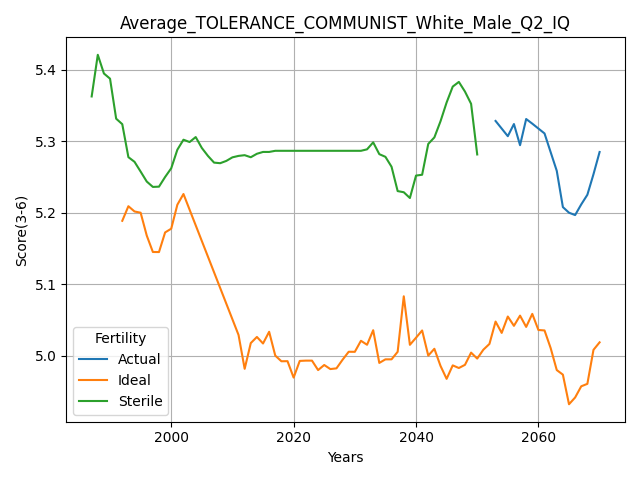 Average_TOLERANCE_COMMUNIST_White_Male_Q2_IQ
Score(3-6)
5.4
5.3
5.2
5.1
5.0
Fertility
Actual
Ideal
Sterile
2000
2020
2040
2060
Years